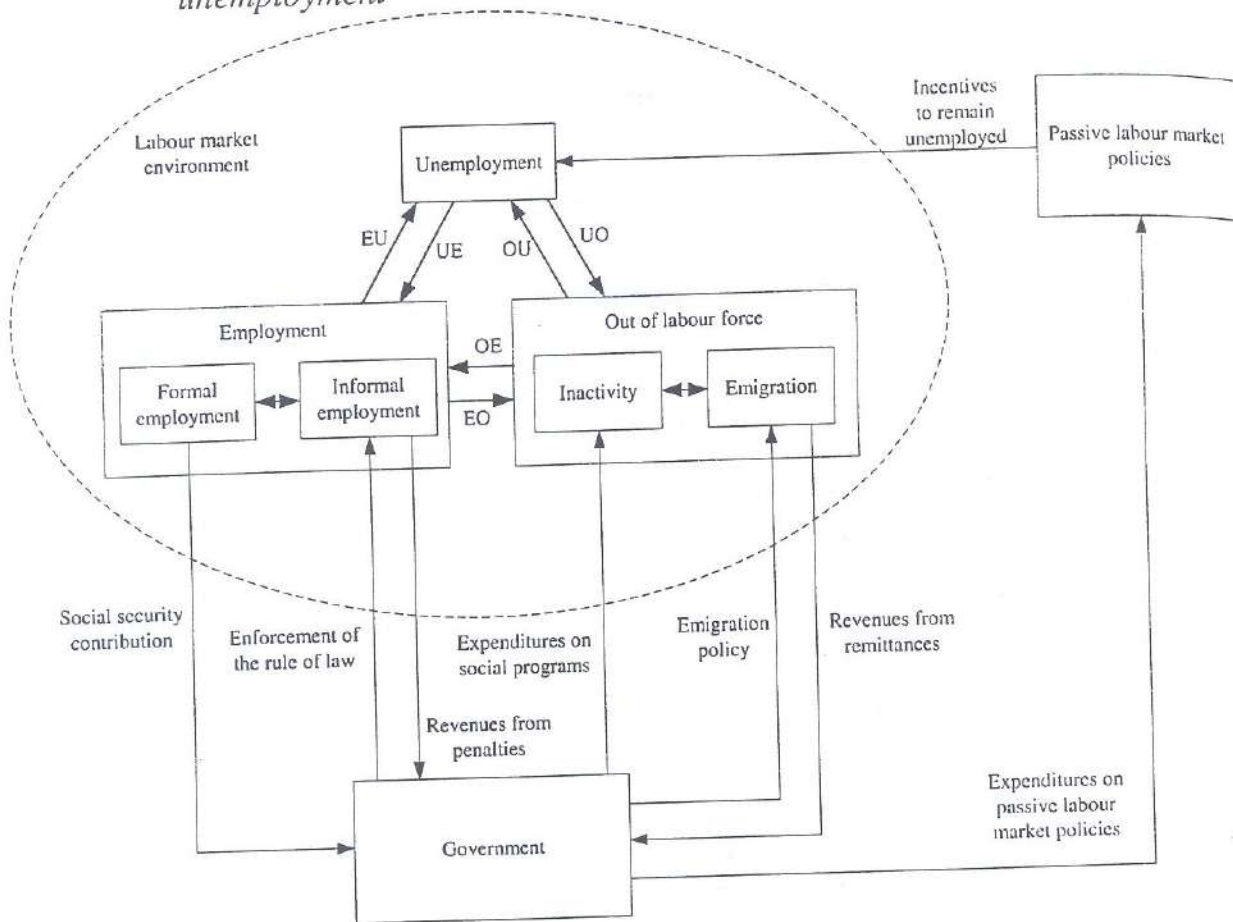 unemployment
Incentives
to remain
unemployed
Passive labour market
policies
Labour market
environment
Unemployment
EU
UE
OU
UO
Employment
Out of labour force
OE
Formal
employment
Informal
employment
Inactivity
Emigration
EO
Social security
contribution
Enforcement of
the rule of law
Expenditures on
social programs
Emigration
policy
Revenues from
remittances
Revenues from
penalties
Expenditures on
passive labour
market policies
Government